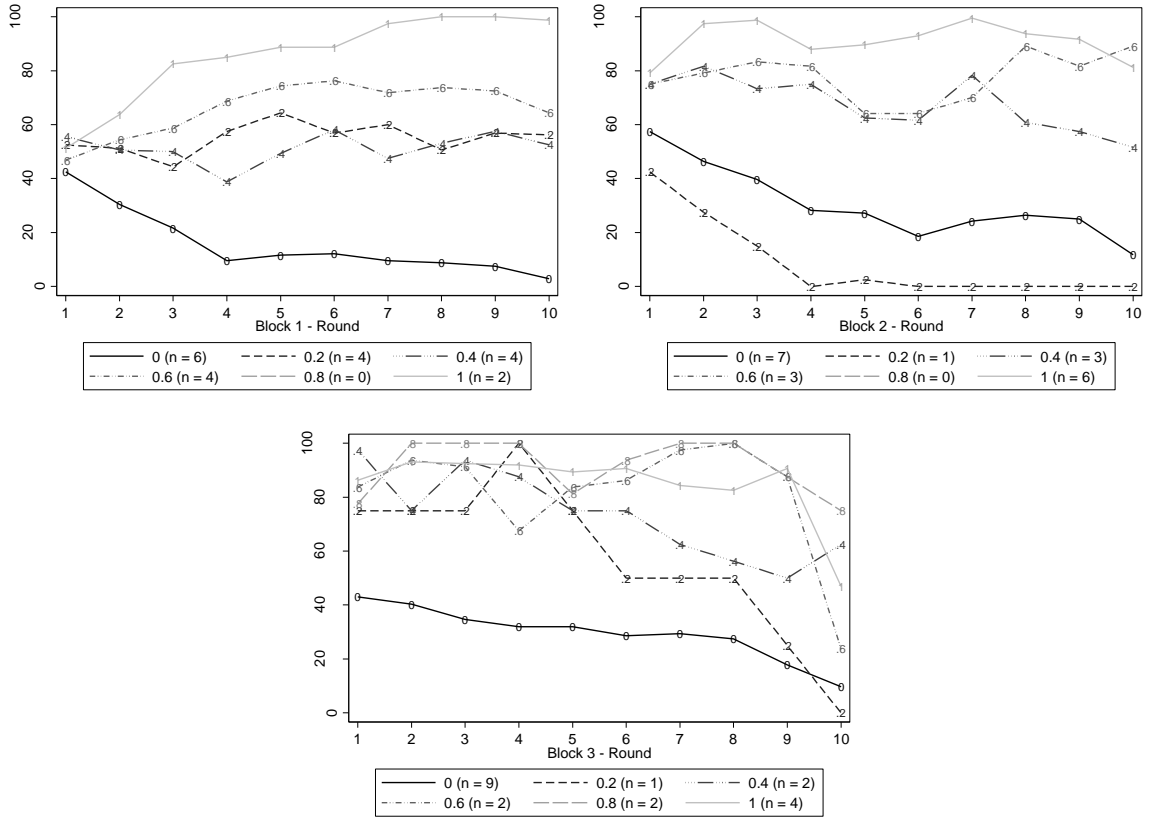 0 20 40 60 80 100
1 2 3 4 5 6 7 8 9 10
Block 1 - Round
0 (n = 6) 0.2 (n = 4) 0.4 (n = 4)
0.6 (n = 4) 0.8 (n = 0) 1 (n = 2)
0 20 40 60 80 100
1 2 3 4 5 6 7 8 9 10
Block 2 - Round
0 (n = 7) 0.2 (n = 1) 0.4 (n = 3)
0.6 (n = 3) 0.8 (n = 0) 1 (n = 6)
0 20 40 60 80 100
1 2 3 4 5 6 7 8 9 10
Block 3 - Round
0 (n = 9) 0.2 (n = 1) 0.4 (n = 2)
0.6 (n = 2) 0.8 (n = 2) 1 (n = 4)